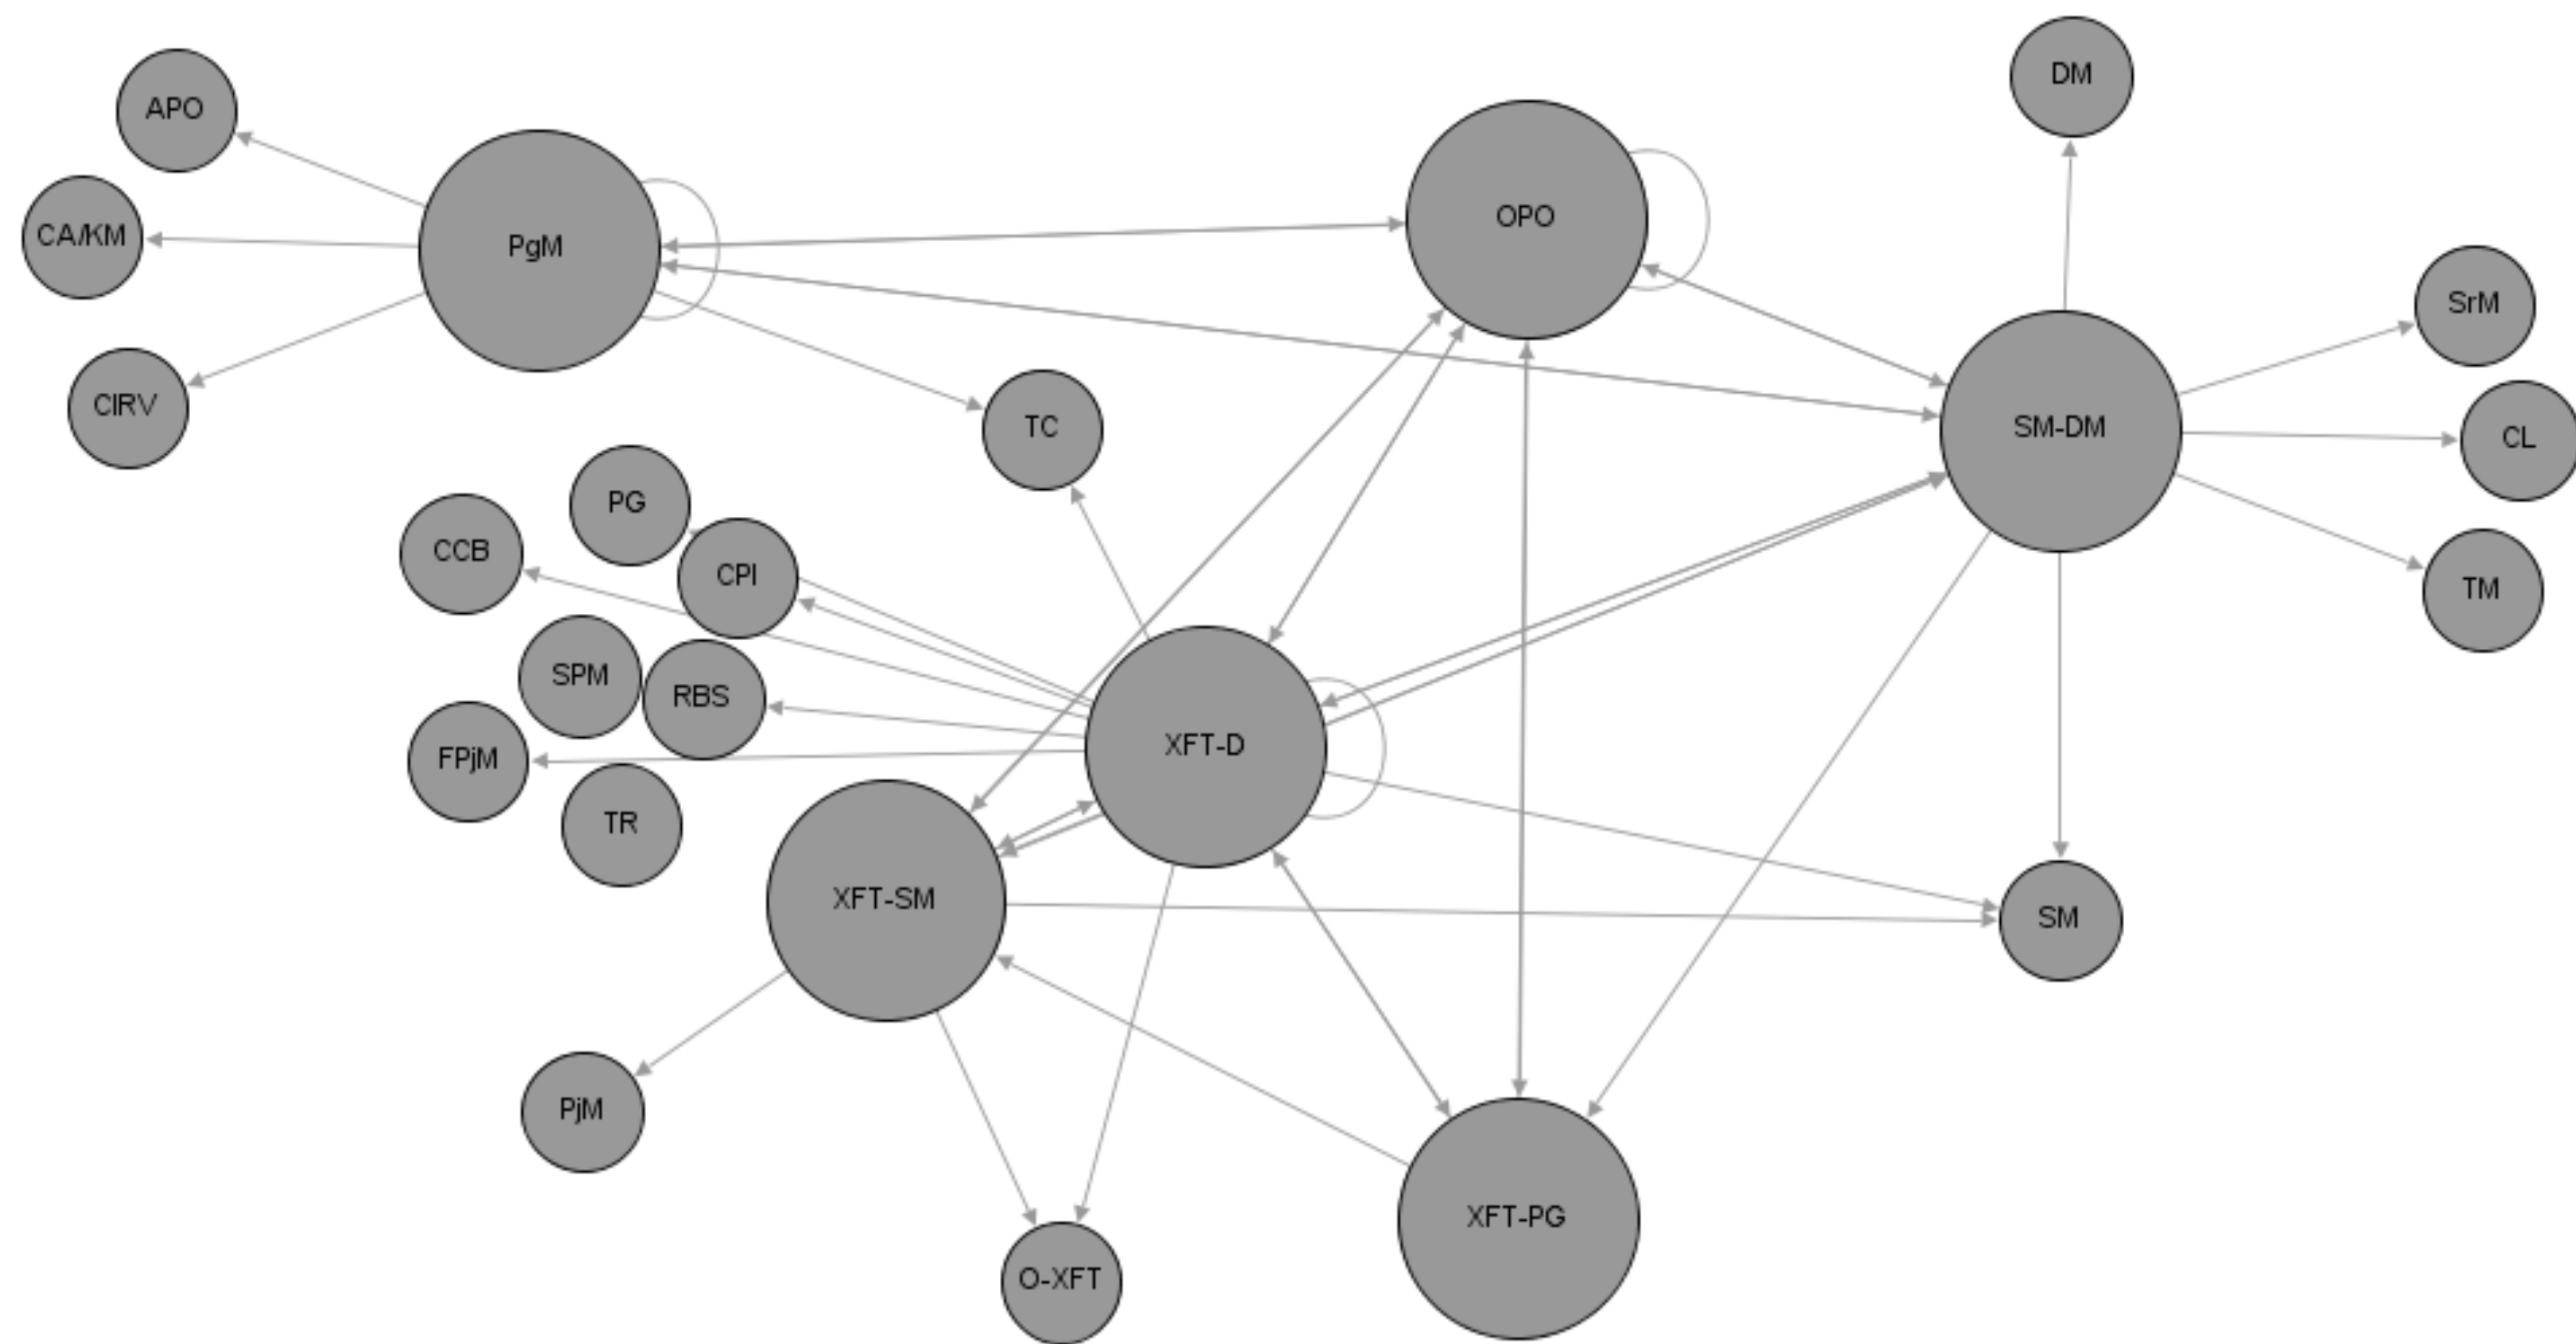 DM
APO
OPO
CA/KM
PgM
SrM
CIRV
TC
SM-DM
CL
PG
CCB
CPI
TM
SPM
RBS
FPjM
XFT-D
TR
XFT-SM
SM
PjM
XFT-PG
O-XFT